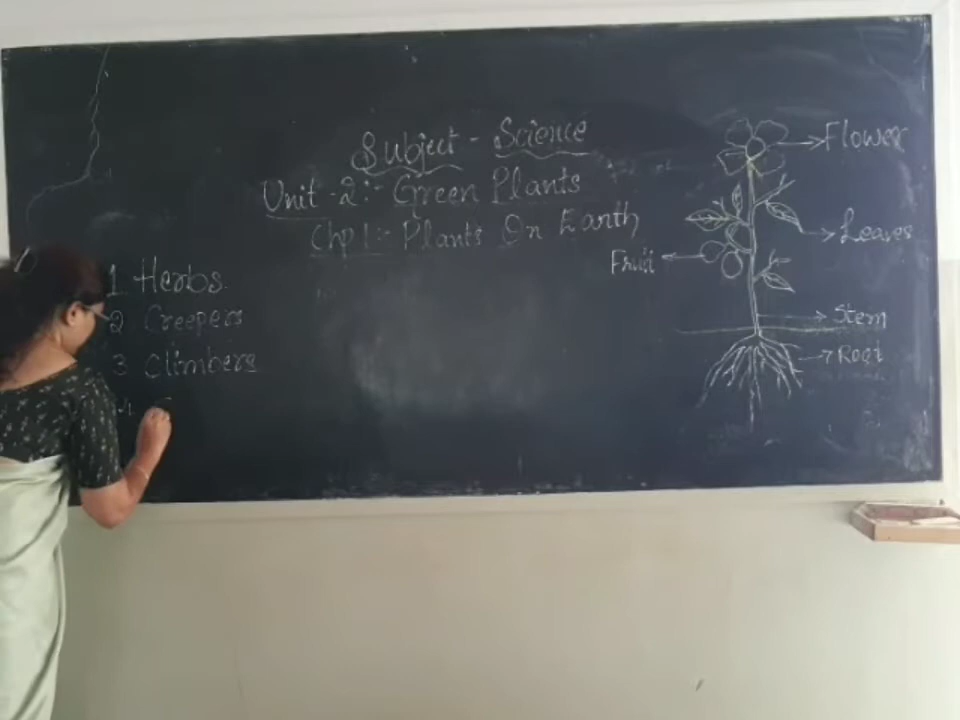 Subject - Science
Unit - 2:- Green Plants
Chp 1:- Plants On Earth
1 Herbs.
2 Creepers
3 Climbers
4
Flower
Leaves
Fruit
Stem
Root